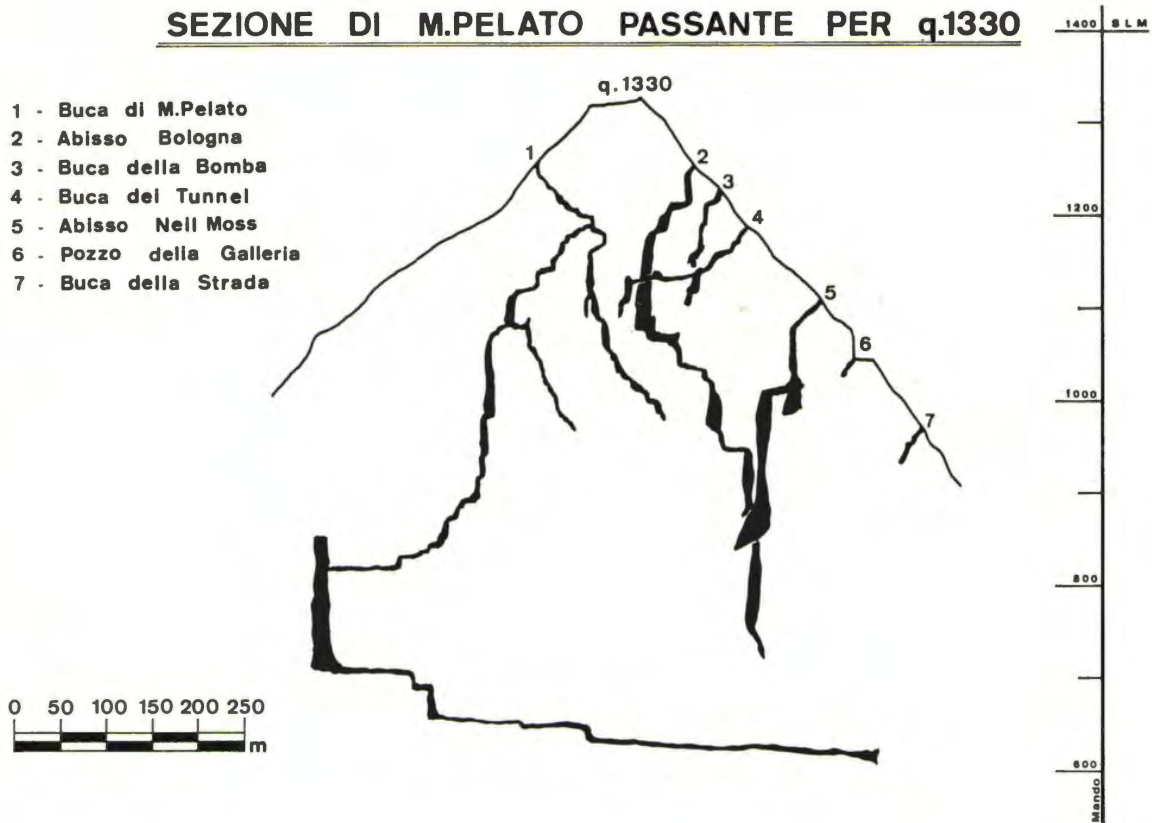 SEZIONE DI M.PELATO PASSANTE PER q.1330
1400 S L M
q.1330
1 - Buca di M.Pelato
2 - Abisso Bologna
3 - Buca della Bomba
4 - Buca dei Tunnel
5 - Abisso Neil Moss
6 - Pozzo della Galleria
7 - Buca della Strada
1
2
3
4
5
6
7
1200
1000
800
600
0 50 100 150 200 250
m
Mando